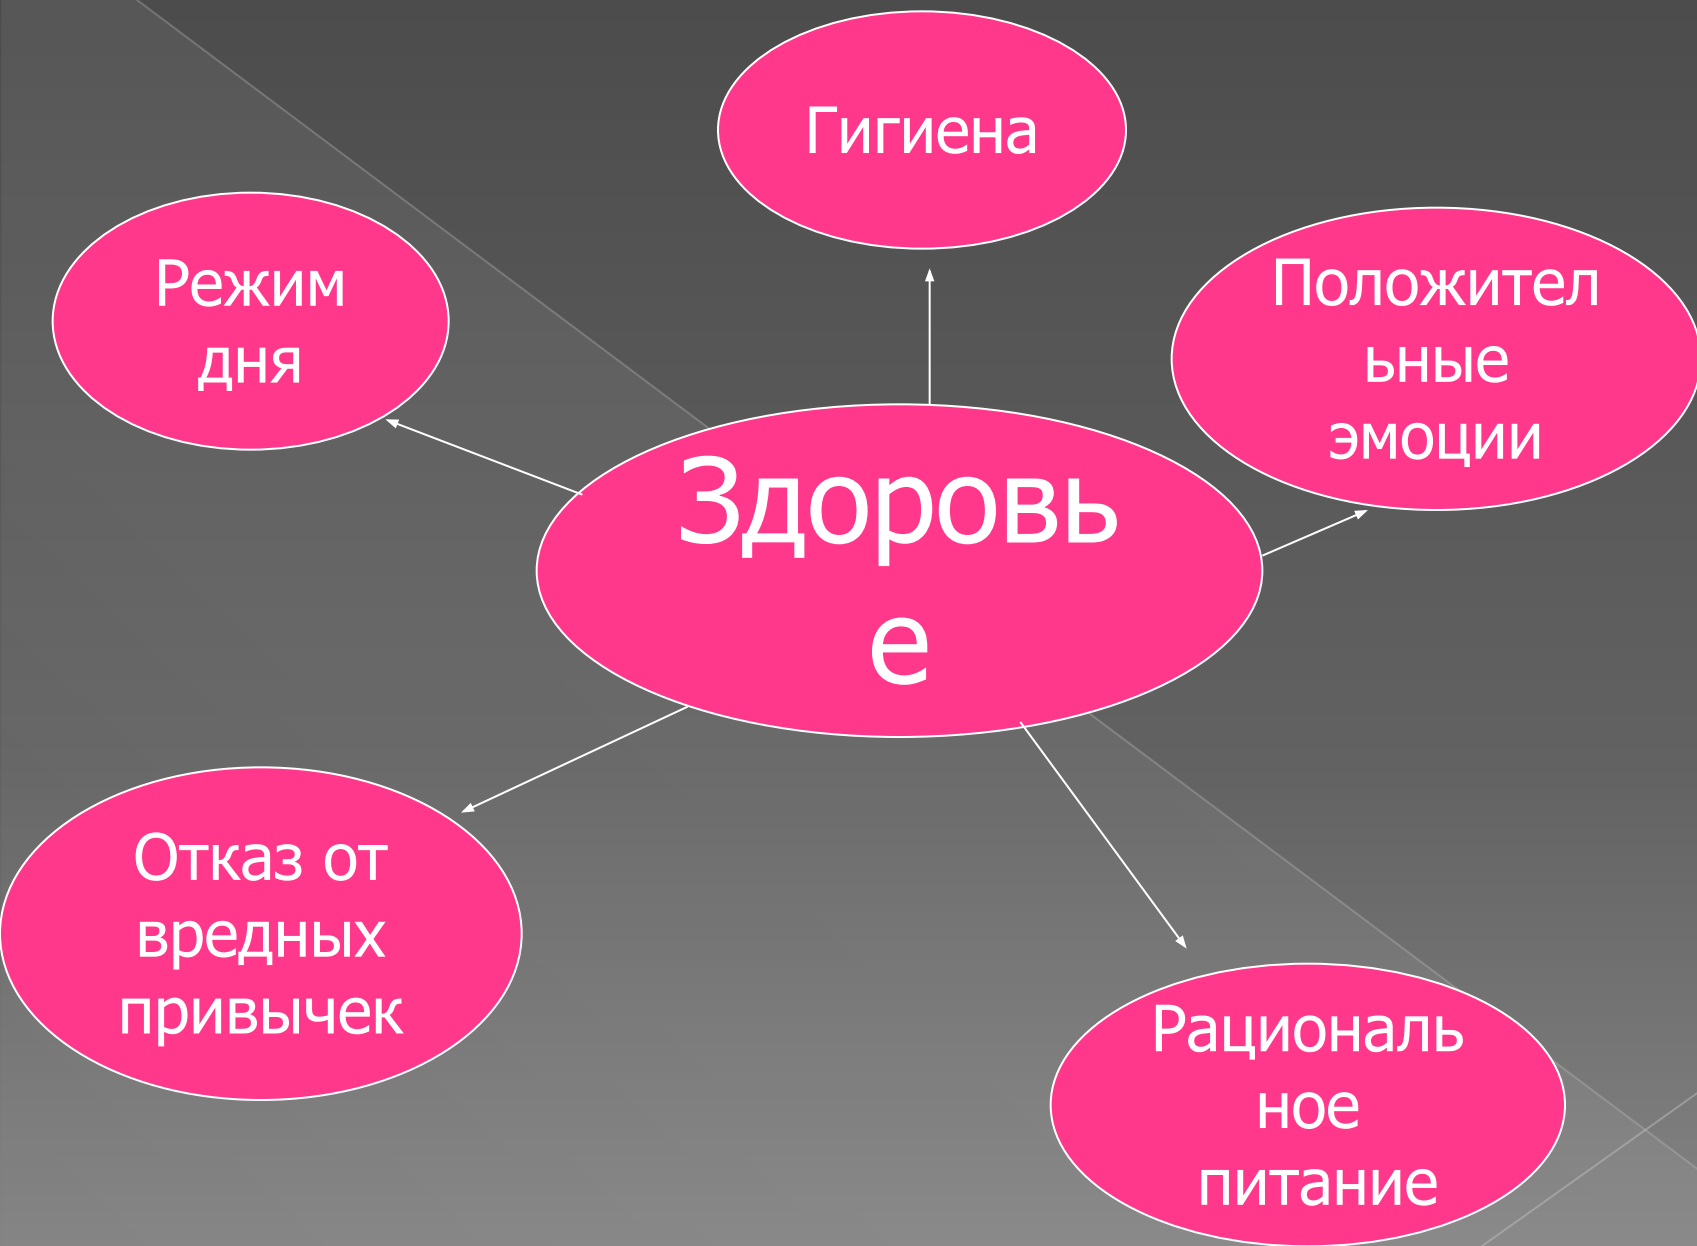 Гигиена
Режим
дня
Положител
ьные
эмоции
Здоровь
е
Отказ от
вредных
привычек
Рациональ
ное
питание